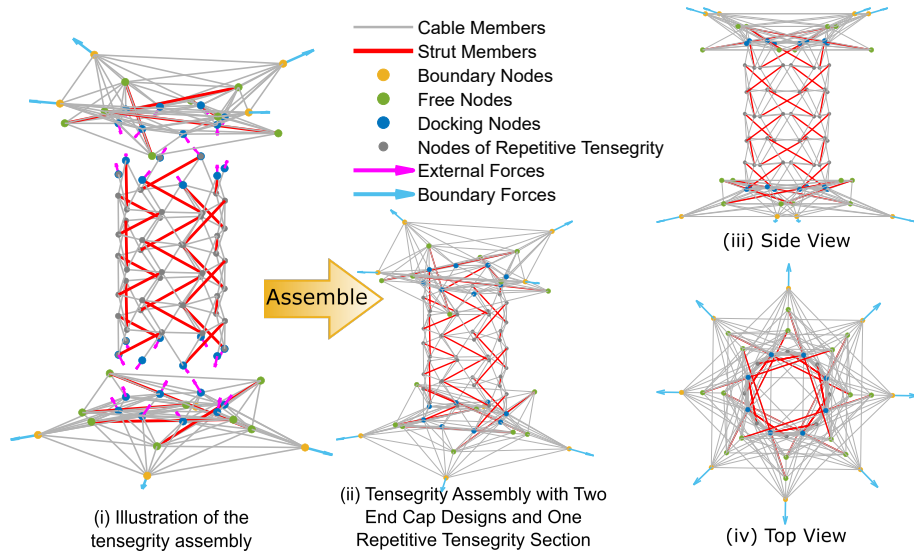 Cable Members
Strut Members
Boundary Nodes
Free Nodes
Docking Nodes
Nodes of Repetitive Tensegrity
External Forces
Boundary Forces
Assemble
(i) Illustration of the
tensegrity assembly
(ii) Tensegrity Assembly with Two
End Cap Designs and One
Repetitive Tensegrity Section
(iii) Side View
(iv) Top View